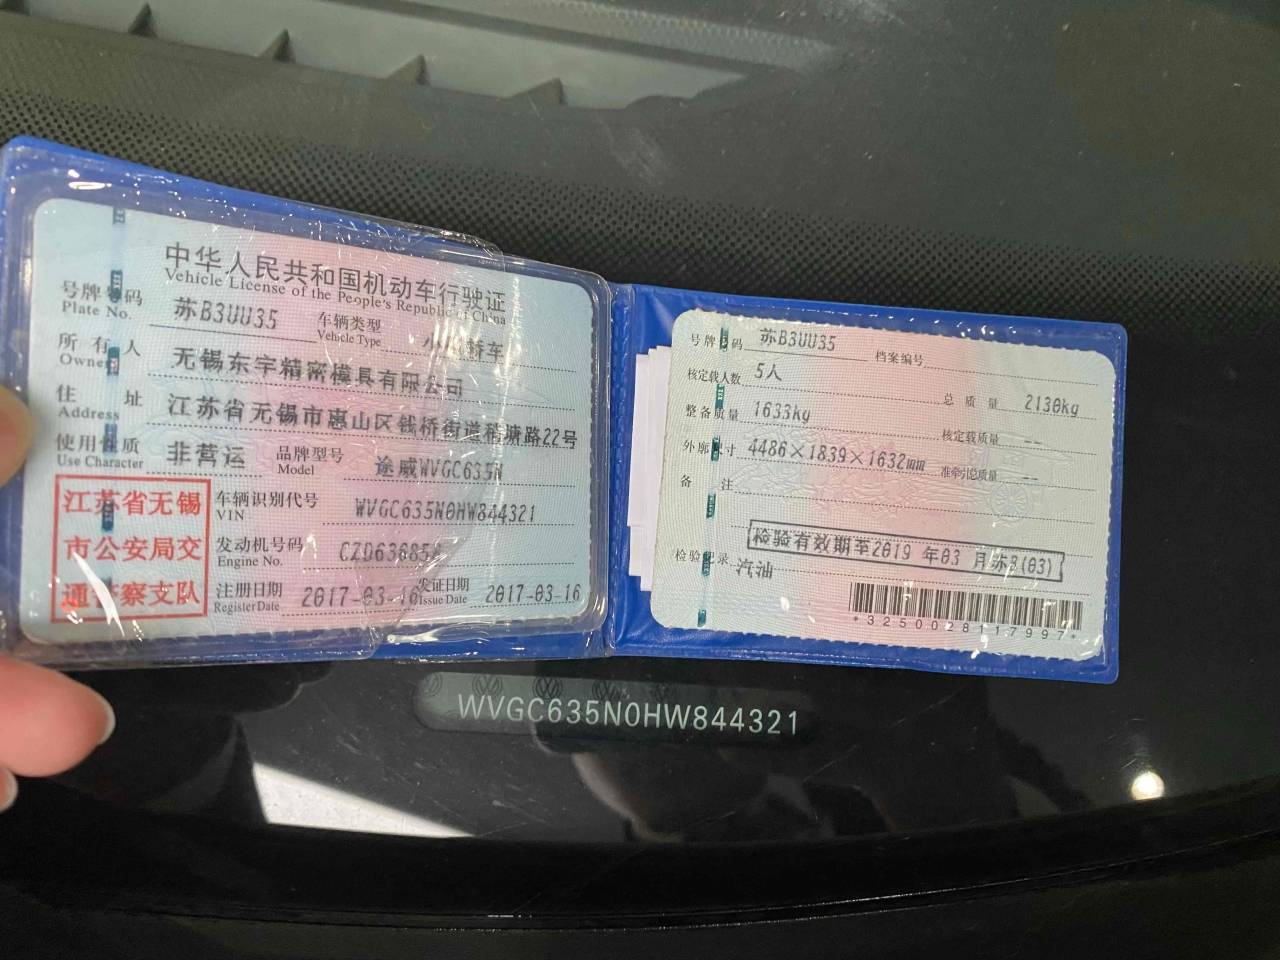 中华人民共和国机动车行驶证
Vehicle License of the People's Republic of China
号牌号码 苏B3UU35 车辆类型 小型轿车
Plate No. Vehicle Type
所有人 无锡东宇精密模具有限公司
Owner
住址 江苏省无锡市惠山区钱桥街道稍塘路22号
Address
使用性质 非营运 品牌型号 途威WVGC635N
Use Character Model
江苏省无锡
市公安局交
通警察支队
车辆识别代号 WVGC635N0HW844321
VIN
发动机号码 CZD63685A
Engine No.
注册日期 2017-03-16 发证日期 2017-03-16
Register Date Issue Date
号牌号码 苏B3UU35 档案编号
核定载人数 5人 总质量 2130kg
整备质量 1633kg 核定载质量 --
外廓尺寸 4486×1839×1632mm 准牵引总质量 --
备注
检验有效期至2019年03月苏B(03)
检验记录 汽油
*3250028117997*
WVGC635N0HW844321